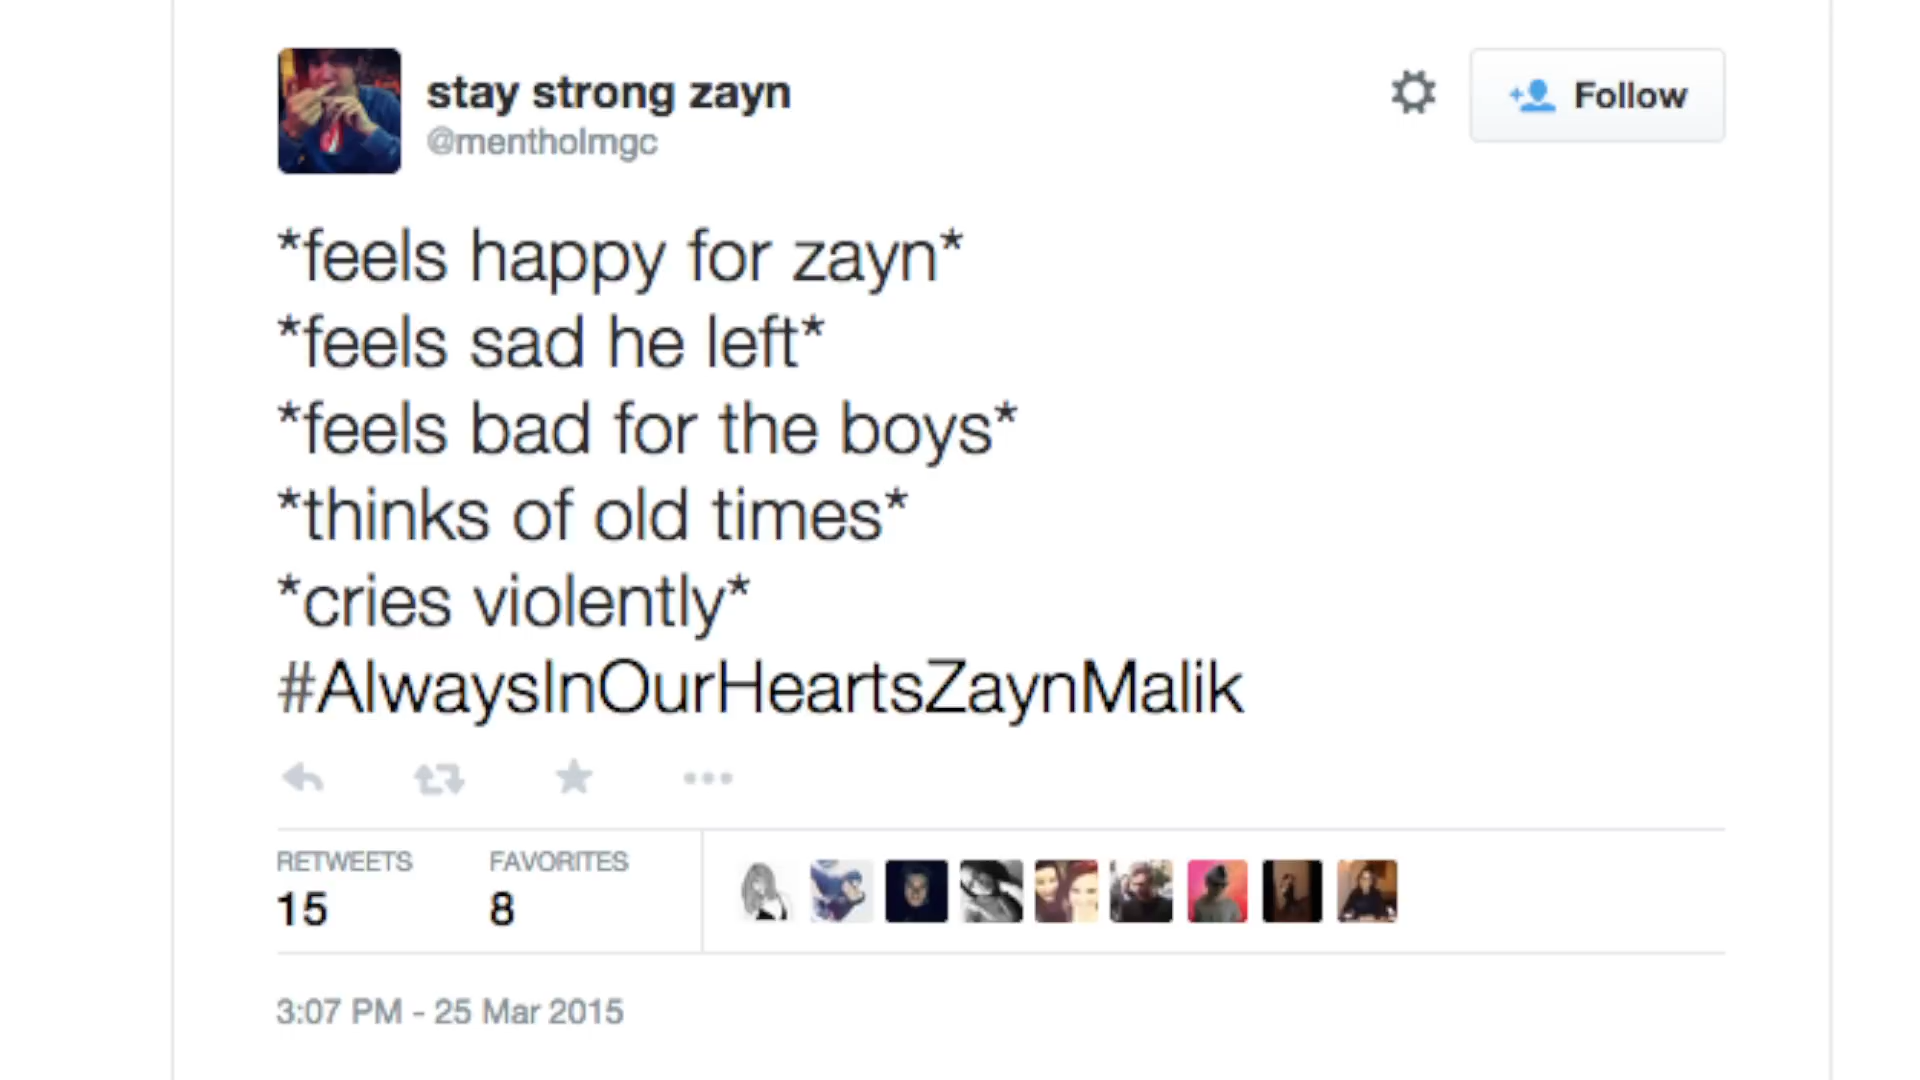 stay strong zayn
@mentholmgc
Follow
*feels happy for zayn*
*feels sad he left*
*feels bad for the boys*
*thinks of old times*
*cries violently*
#AlwaysInOurHeartsZaynMalik
RETWEETS FAVORITES
15 8
3:07 PM - 25 Mar 2015